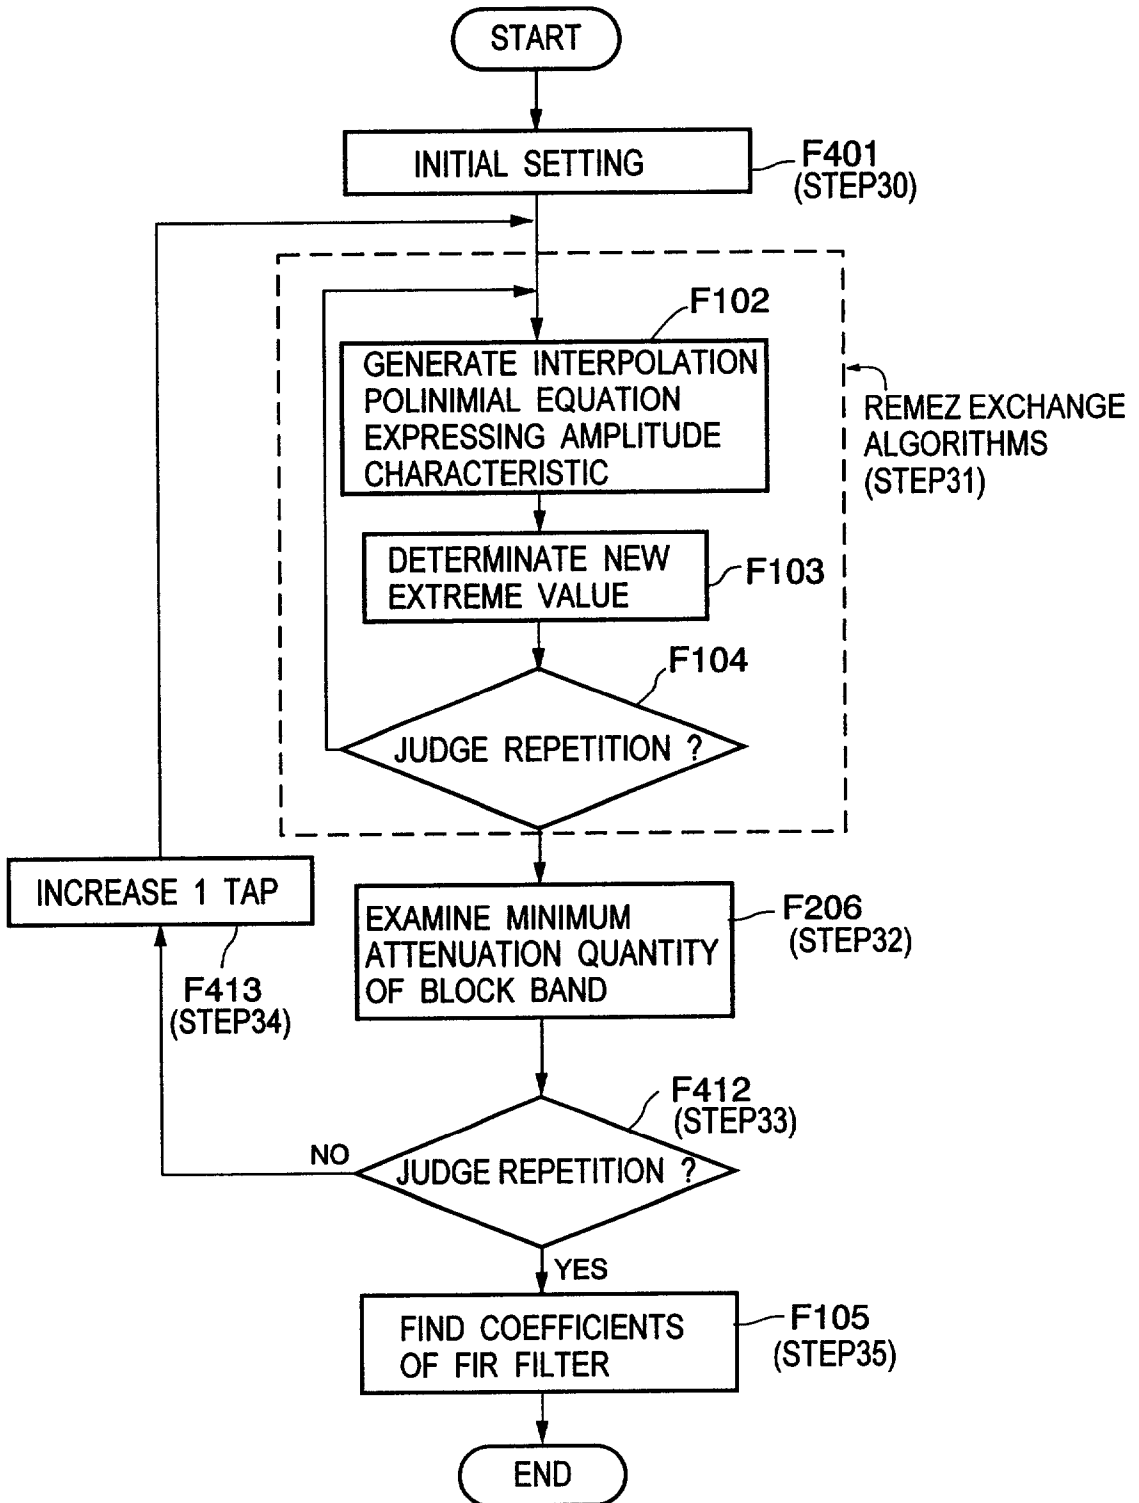 START
INITIAL SETTING
F401
(STEP30)
F102
GENERATE INTERPOLATION
POLINIMIAL EQUATION
EXPRESSING AMPLITUDE
CHARACTERISTIC
REMEZ EXCHANGE
ALGORITHMS
(STEP31)
DETERMINATE NEW
EXTREME VALUE
F103
F104
JUDGE REPETITION ?
INCREASE 1 TAP
F413
(STEP34)
EXAMINE MINIMUM
ATTENUATION QUANTITY
OF BLOCK BAND
F206
(STEP32)
F412
(STEP33)
NO
JUDGE REPETITION ?
YES
FIND COEFFICIENTS
OF FIR FILTER
F105
(STEP35)
END